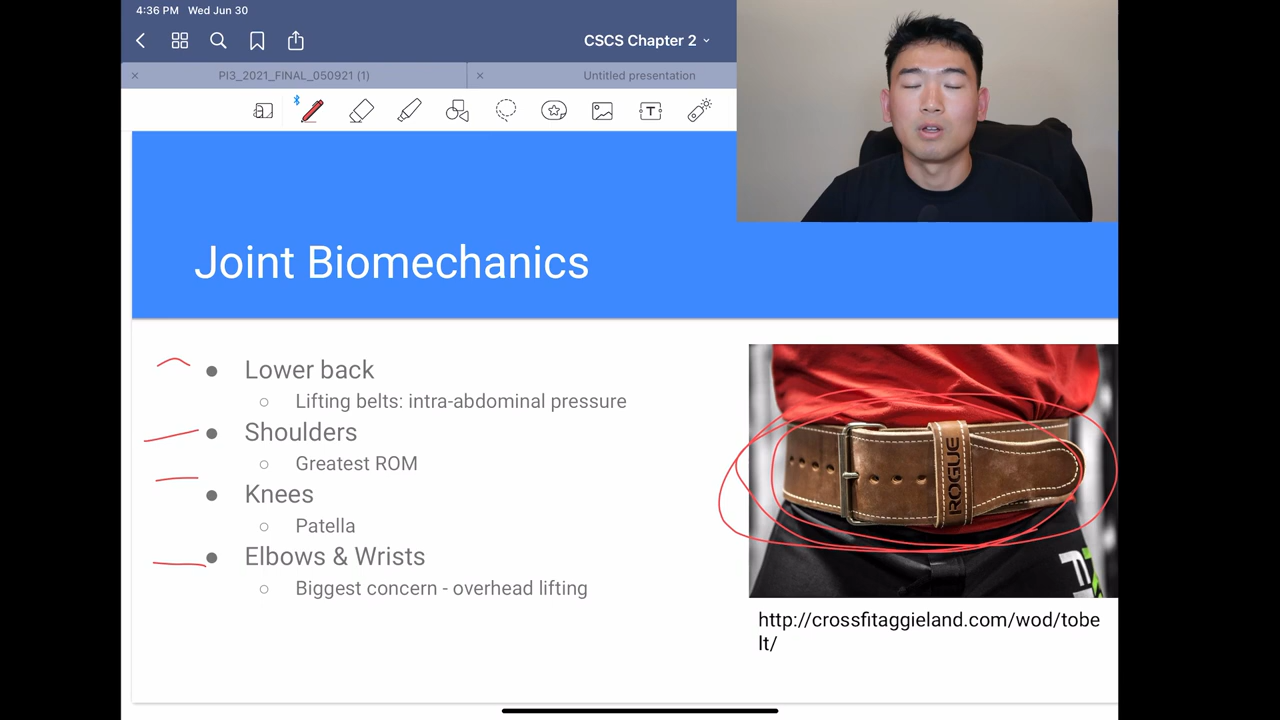 4:36 PM Wed Jun 30
CSCS Chapter 2
PI3_2021_FINAL_050921 (1)
Untitled presentation
T
Joint Biomechanics
Lower back
Lifting belts: intra-abdominal pressure
Shoulders
Greatest ROM
Knees
Patella
Elbows & Wrists
Biggest concern - overhead lifting
ROGUE
http://crossfitaggieland.com/wod/tobe
lt/